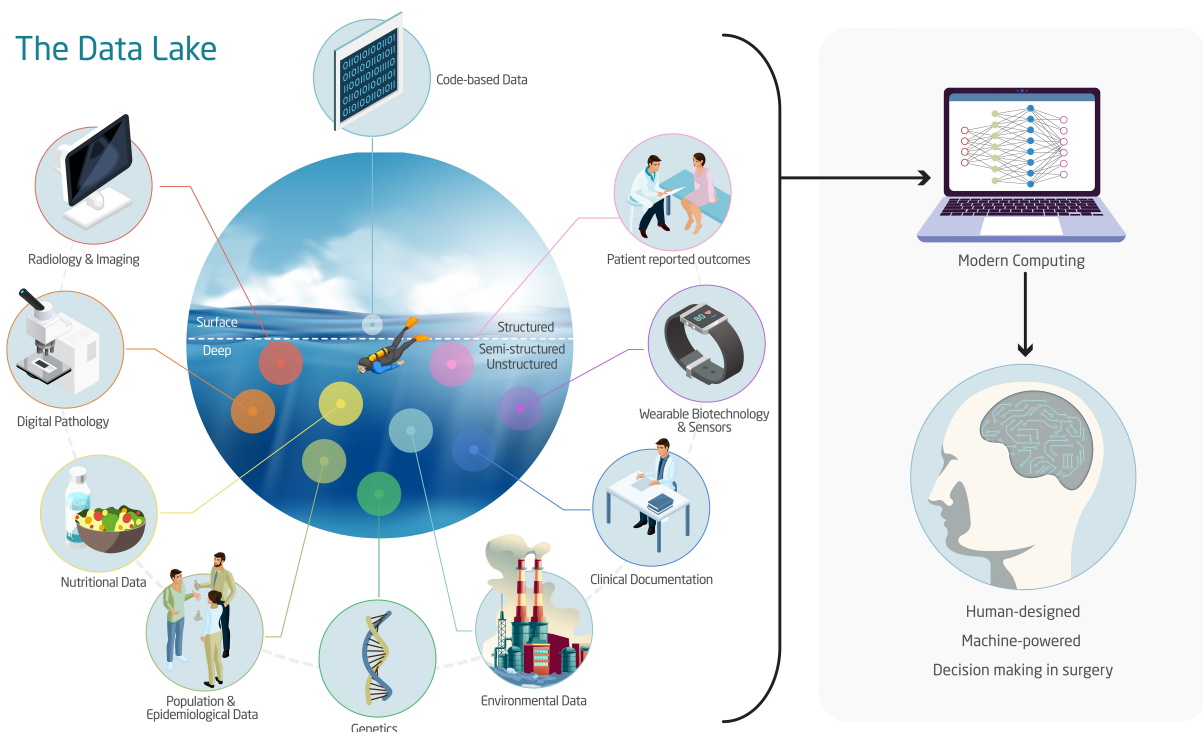 The Data Lake
Code-based Data
Radiology & Imaging
Patient reported outcomes
Surface
Structured
Deep
Semi-structured
Unstructured
Digital Pathology
Wearable Biotechnology
& Sensors
Nutritional Data
Clinical Documentation
Population &
Epidemiological Data
Genetics
Environmental Data
Modern Computing
Human-designed
Machine-powered
Decision making in surgery